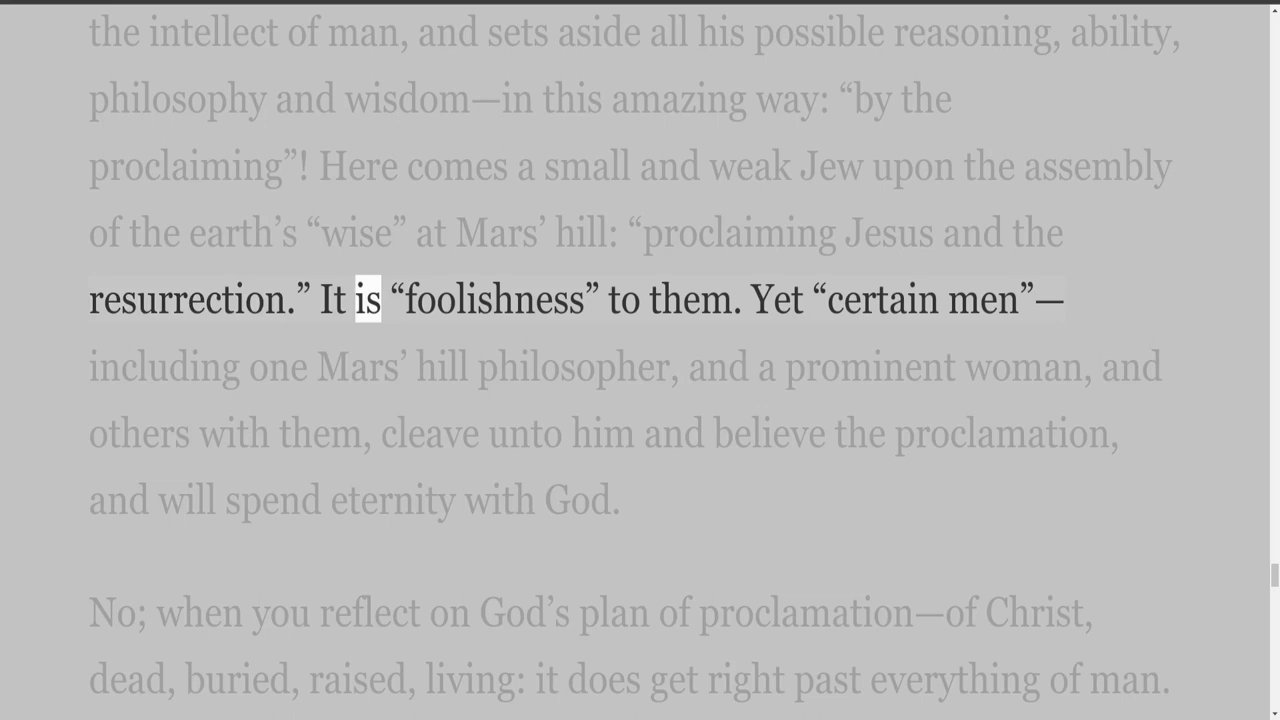 the intellect of man, and sets aside all his possible reasoning, ability,
philosophy and wisdom—in this amazing way: “by the
proclaiming”! Here comes a small and weak Jew upon the assembly
of the earth’s “wise” at Mars’ hill: “proclaiming Jesus and the
resurrection.” It is “foolishness” to them. Yet “certain men”—
including one Mars’ hill philosopher, and a prominent woman, and
others with them, cleave unto him and believe the proclamation,
and will spend eternity with God.
No; when you reflect on God’s plan of proclamation—of Christ,
dead, buried, raised, living: it does get right past everything of man.